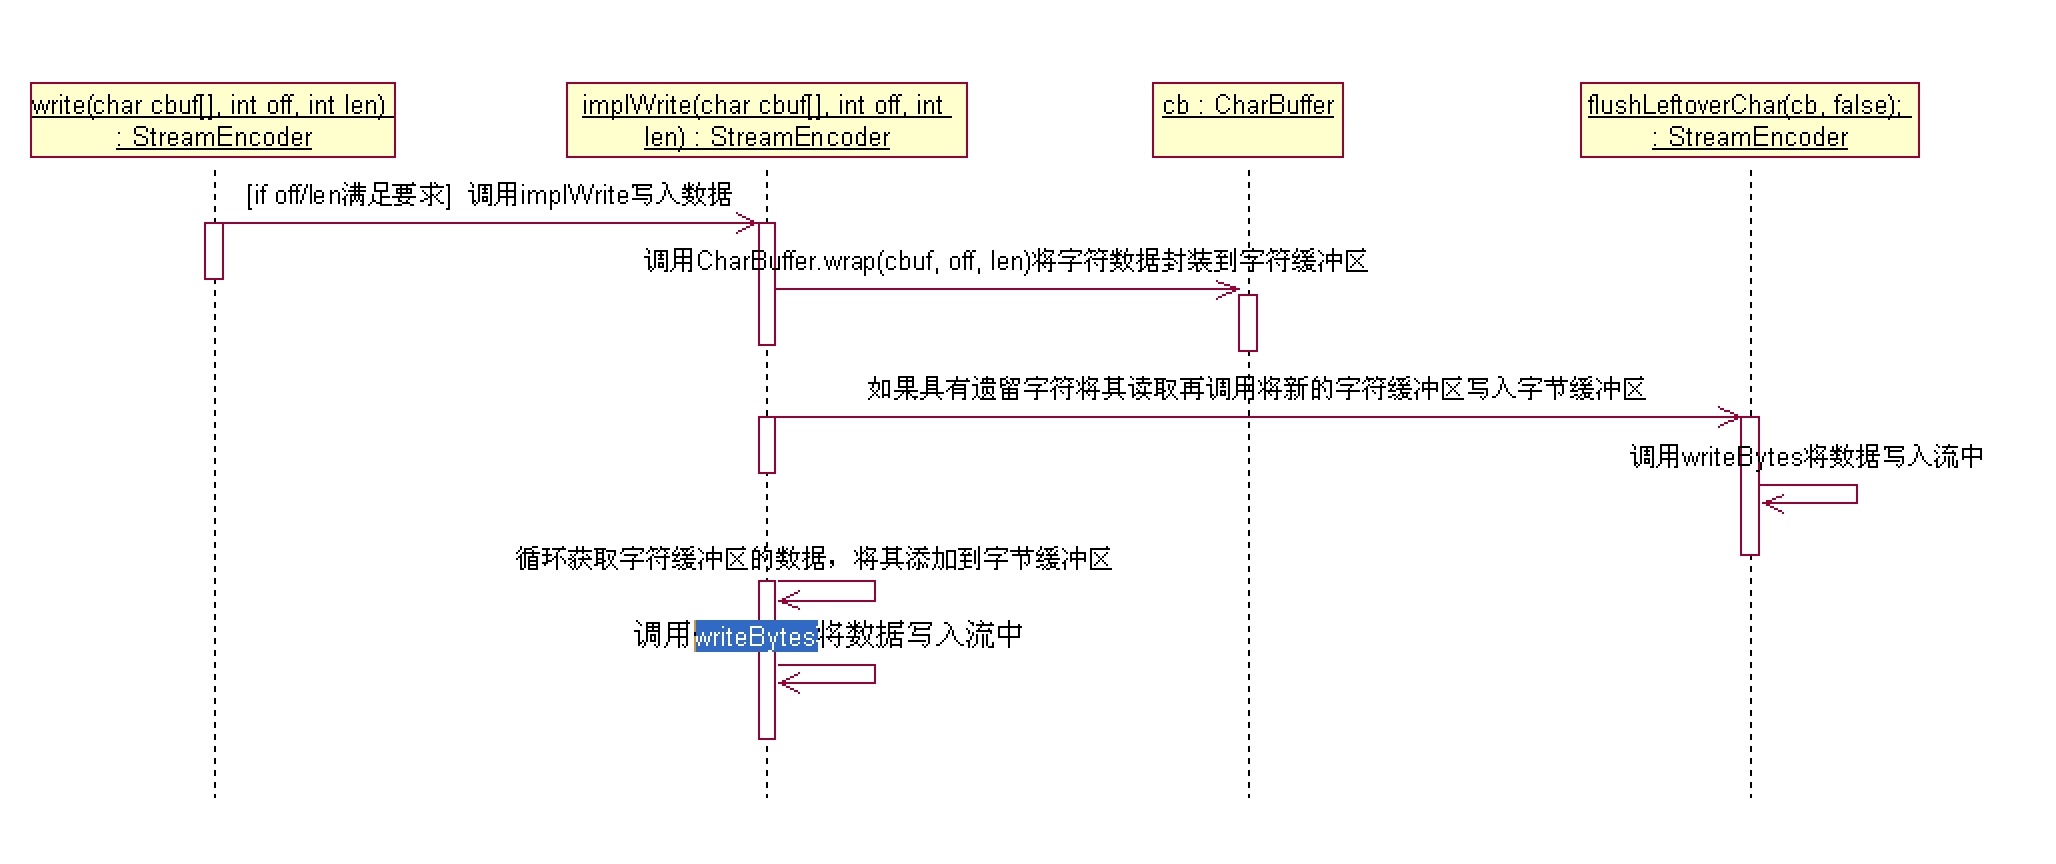 write(char cbuf[], int off, int len)
: StreamEncoder
implWrite(char cbuf[], int off, int
len) : StreamEncoder
cb : CharBuffer
flushLeftoverChar(cb, false);
: StreamEncoder
[if off/len满足要求] 调用implWrite写入数据
调用CharBuffer.wrap(cbuf, off, len)将字符数据封装到字符缓冲区
如果具有遗留字符将其读取再调用将新的字符缓冲区写入字节缓冲区
调用writeBytes将数据写入流中
循环获取字符缓冲区的数据，将其添加到字节缓冲区
调用writeBytes将数据写入流中